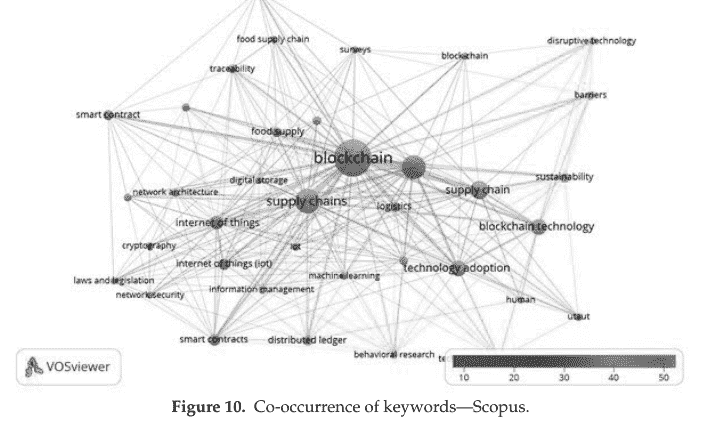 food supply chain
disruptive technology
surveys
blockchain
traceability
barriers
smart contract
food supply
blockchain
digital storage
sustainability
network architecture
supply chain
supply chains
logistics
internet of things
blockchain technology
cryptography
iot
internet of things (iot)
technology adoption
machine learning
laws and legislation
information management
network security
human
utaut
smart contracts
distributed ledger
behavioral research
VOSviewer
10 20 30 40 50
Figure 10. Co-occurrence of keywords—Scopus.